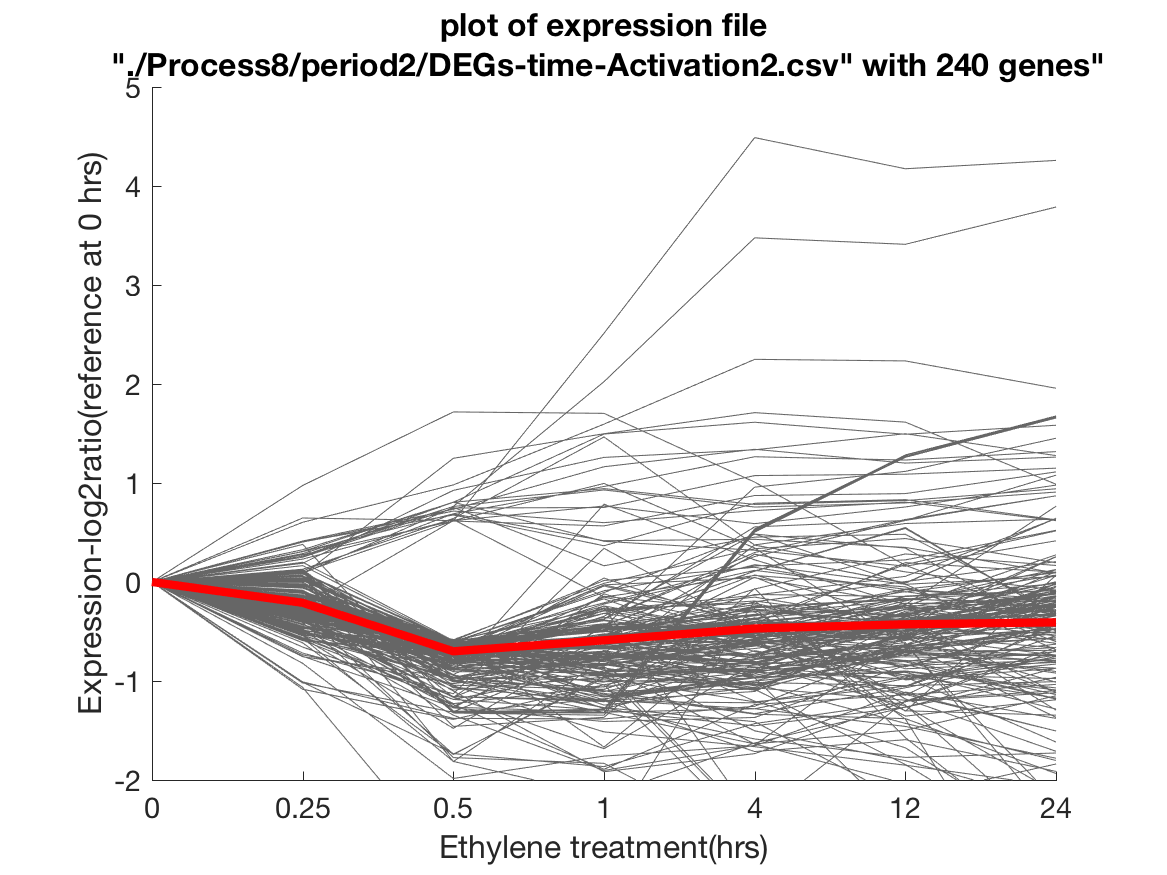 plot of expression file
"./Process8/period2/DEGs-time-Activation2.csv" with 240 genes"
Expression-log2ratio(reference at 0 hrs)
5
4
3
2
1
0
-1
-2
0 0.25 0.5 1 4 12 24
Ethylene treatment(hrs)